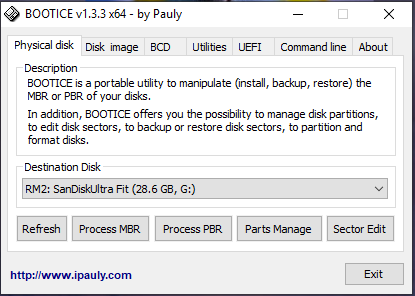 BOOTICE v1.3.3 x64 - by Pauly
Physical disk Disk image BCD Utilities UEFI Command line About
Description
BOOTICE is a portable utility to manipulate (install, backup, restore) the
MBR or PBR of your disks.
In addition, BOOTICE offers you the possibility to manage disk partitions,
to edit disk sectors, to backup or restore disk sectors, to partition and
format disks.
Destination Disk
RM2: SanDiskUltra Fit (28.6 GB, G:)
Refresh Process MBR Process PBR Parts Manage Sector Edit
http://www.ipauly.com Exit